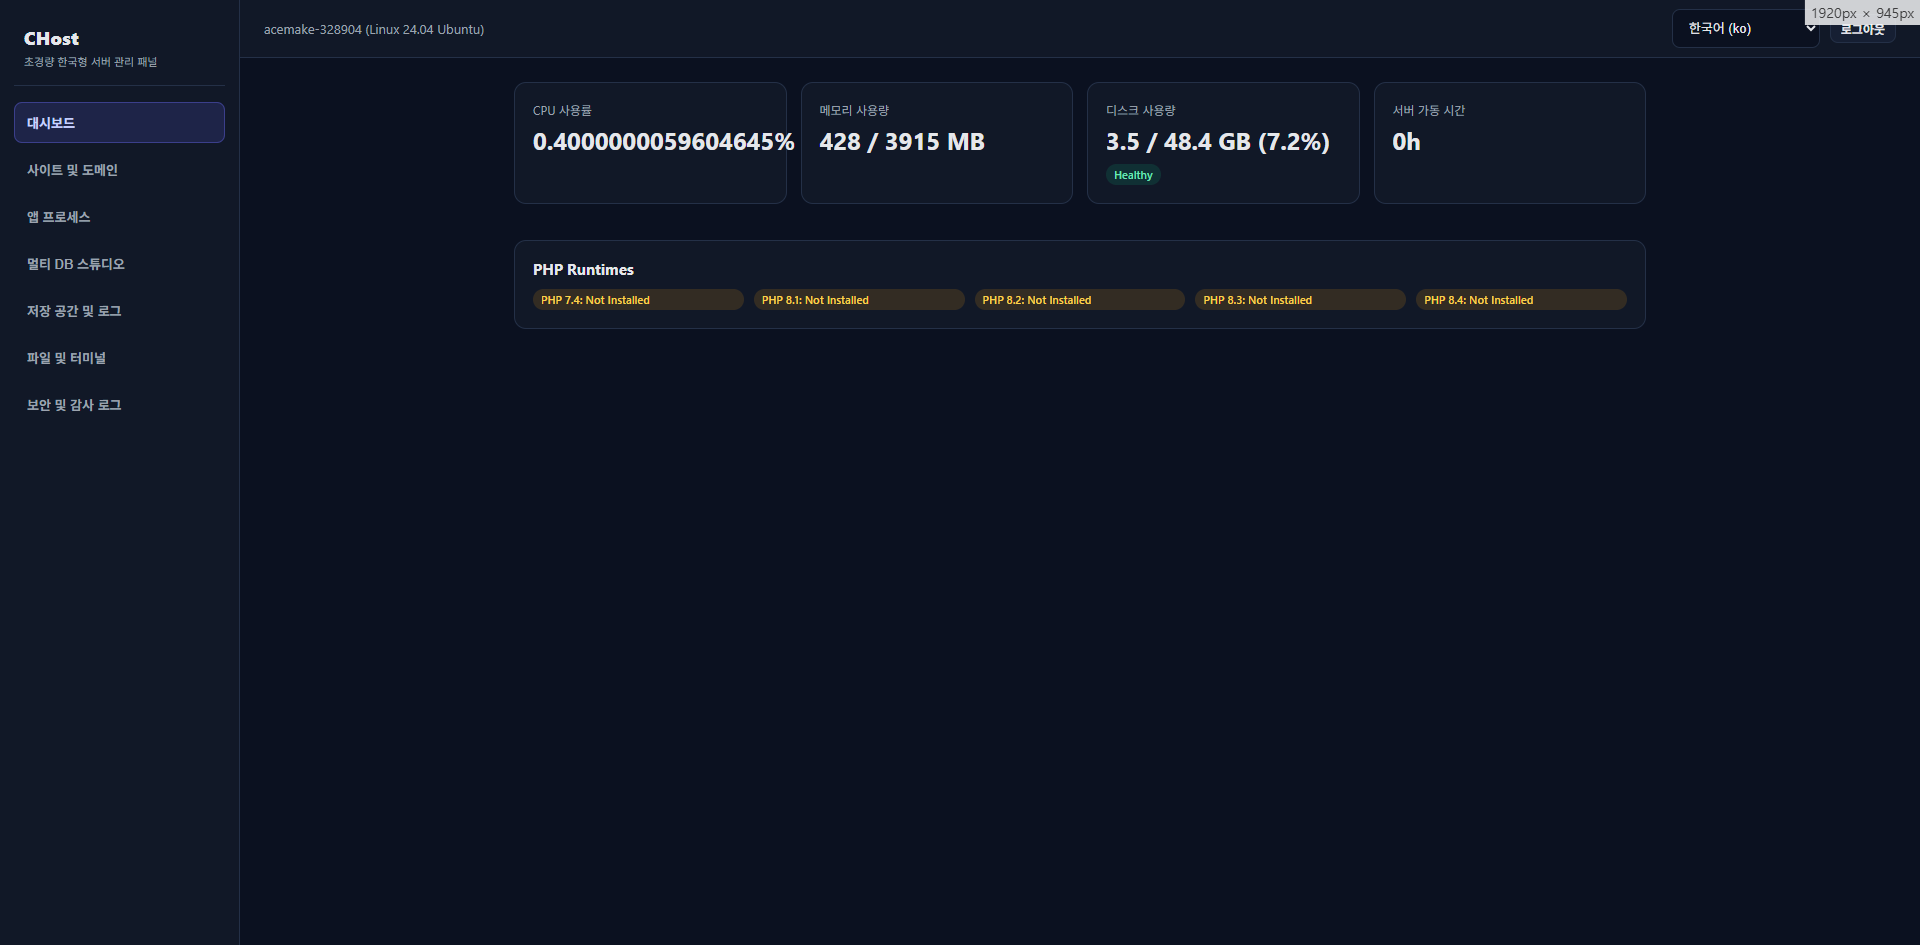 CHost
초경량 한국형 서버 관리 패널
대시보드
사이트 및 도메인
앱 프로세스
멀티 DB 스튜디오
저장 공간 및 로그
파일 및 터미널
보안 및 감사 로그
acemake-328904 (Linux 24.04 Ubuntu)
한국어 (ko)
1920px × 945px
로그아웃
CPU 사용률
0.4000000059604645%
메모리 사용량
428 / 3915 MB
디스크 사용량
3.5 / 48.4 GB (7.2%)
Healthy
서버 가동 시간
0h
PHP Runtimes
PHP 7.4: Not Installed
PHP 8.1: Not Installed
PHP 8.2: Not Installed
PHP 8.3: Not Installed
PHP 8.4: Not Installed